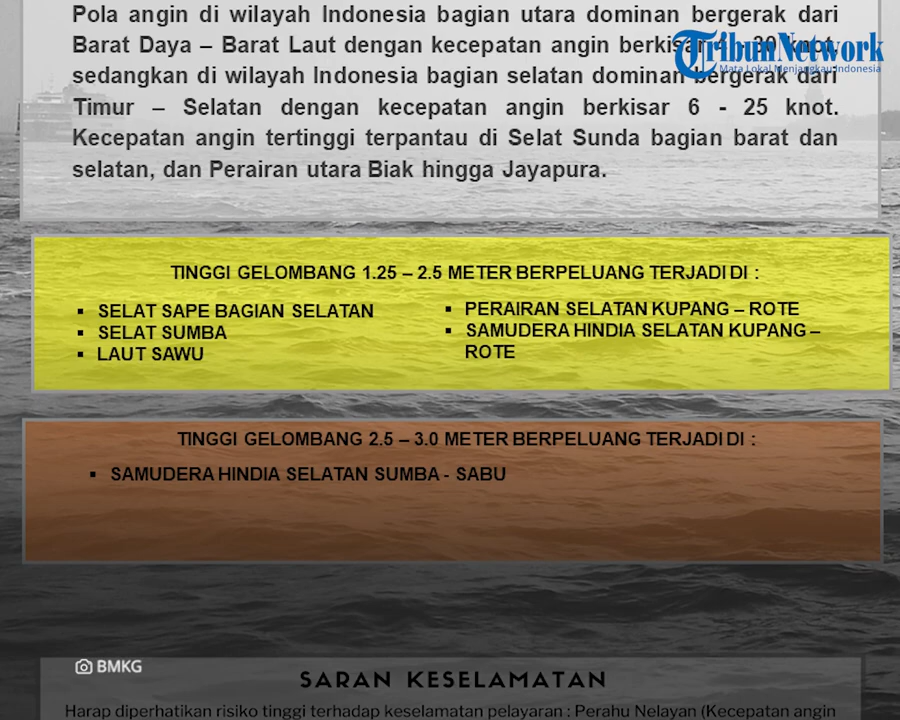 Pola angin di wilayah Indonesia bagian utara dominan bergerak dari
Barat Daya – Barat Laut dengan kecepatan angin berkisar
TribunNetwork
Mata Lokal Menjangkau Indonesia
sedangkan di wilayah Indonesia bagian selatan dominan bergerak dari
Timur – Selatan dengan kecepatan angin berkisar 6 - 25 knot.
Kecepatan angin tertinggi terpantau di Selat Sunda bagian barat dan
selatan, dan Perairan utara Biak hingga Jayapura.
TINGGI GELOMBANG 1.25 – 2.5 METER BERPELUANG TERJADI DI :
▪ SELAT SAPE BAGIAN SELATAN
▪ SELAT SUMBA
▪ LAUT SAWU
▪ PERAIRAN SELATAN KUPANG – ROTE
▪ SAMUDERA HINDIA SELATAN KUPANG –
ROTE
TINGGI GELOMBANG 2.5 – 3.0 METER BERPELUANG TERJADI DI :
▪ SAMUDERA HINDIA SELATAN SUMBA - SABU
BMKG
SARAN KESELAMATAN
Harap diperhatikan risiko tinggi terhadap keselamatan pelayaran : Perahu Nelayan (Kecepatan angin